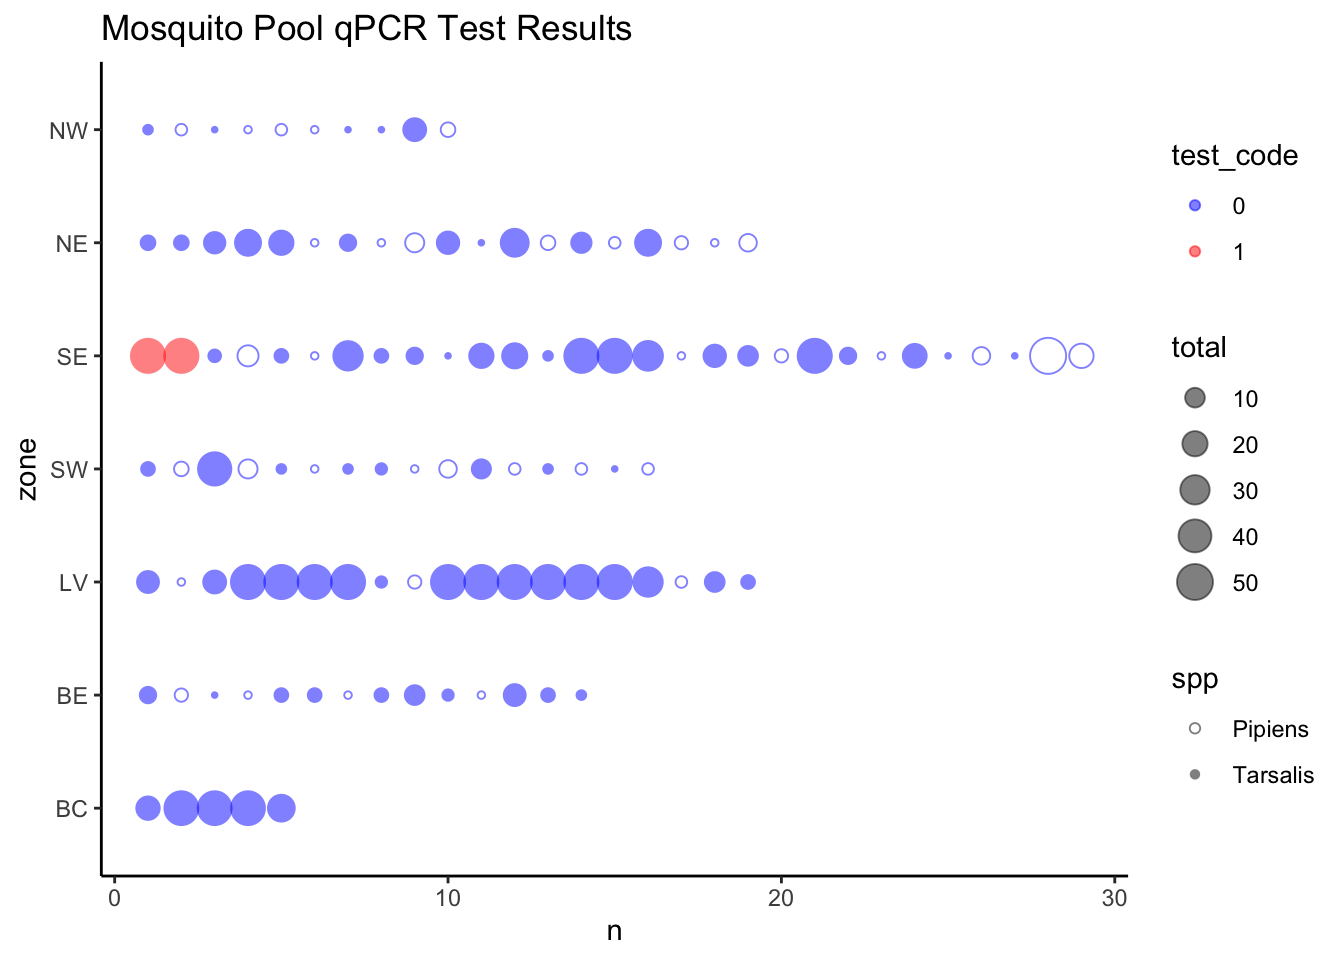 Mosquito Pool qPCR Test Results
zone
NW
NE
SE
SW
LV
BE
BC
0
10
20
30
n
test_code
0
1
total
10
20
30
40
50
spp
Pipiens
Tarsalis